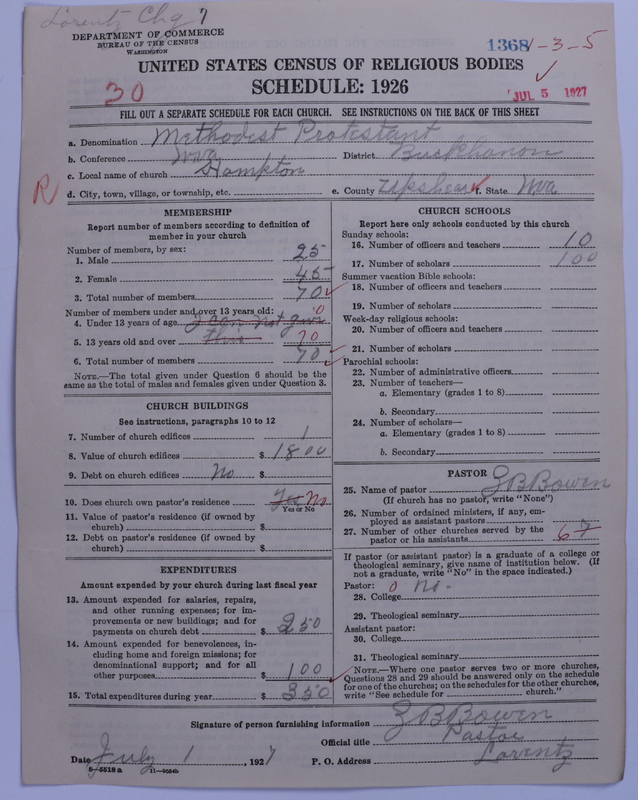 Lorentz Chg 7
DEPARTMENT OF COMMERCE
BUREAU OF THE CENSUS
WASHINGTON
1368-3-5
UNITED STATES CENSUS OF RELIGIOUS BODIES
SCHEDULE: 1926
30
JUL 5 1927
FILL OUT A SEPARATE SCHEDULE FOR EACH CHURCH. SEE INSTRUCTIONS ON THE BACK OF THIS SHEET
a. Denomination Methodist Protestant
b. Conference Wva District Buckhanon
c. Local name of church Hampton
R
d. City, town, village, or township, etc. e. County Upshear f. State Wva
MEMBERSHIP
Report number of members according to definition of
member in your church
Number of members, by sex:
1. Male 25
2. Female 45
3. Total number of members 70
Number of members under and over 13 years old:
4. Under 13 years of age I can not give 0
5. 13 years old and over this 70
6. Total number of members 70
NOTE.—The total given under Question 6 should be the
same as the total of males and females given under Question 3.
CHURCH BUILDINGS
See instructions, paragraphs 10 to 12
7. Number of church edifices 1
8. Value of church edifices $ 1800
9. Debt on church edifices No $
10. Does church own pastor's residence Yes No
Yes or No
11. Value of pastor's residence (if owned by
church) $
12. Debt on pastor's residence (if owned by
church) $
EXPENDITURES
Amount expended by your church during last fiscal year
13. Amount expended for salaries, repairs,
and other running expenses; for im-
provements or new buildings; and for
payments on church debt $ 250
14. Amount expended for benevolences, in-
cluding home and foreign missions; for
denominational support; and for all
other purposes $ 100
15. Total expenditures during year $ 350
CHURCH SCHOOLS
Report here only schools conducted by this church
Sunday schools:
16. Number of officers and teachers 10
17. Number of scholars 100
Summer vacation Bible schools:
18. Number of officers and teachers
19. Number of scholars
Week-day religious schools:
20. Number of officers and teachers
21. Number of scholars
Parochial schools:
22. Number of administrative officers
23. Number of teachers—
a. Elementary (grades 1 to 8)
b. Secondary
24. Number of scholars—
a. Elementary (grades 1 to 8)
b. Secondary
PASTOR
25. Name of pastor Z B Bowen
(If church has no pastor, write "None")
26. Number of ordained ministers, if any, em-
ployed as assistant pastors
27. Number of other churches served by the
pastor or his assistants 6 7
If pastor (or assistant pastor) is a graduate of a college or
theological seminary, give name of institution below. (If
not a graduate, write "No" in the space indicated.)
Pastor: 0 No.
28. College
29. Theological seminary
Assistant pastor:
30. College
31. Theological seminary
NOTE.—Where one pastor serves two or more churches,
Questions 28 and 29 should be answered only on the schedule
for one of the churches; on the schedules for the other churches,
write "See schedule for church."
Signature of person furnishing information Z B Bowen
Official title Pastor
Date July 1, 1927 P. O. Address Lorentz
8-5518a 11-9024b